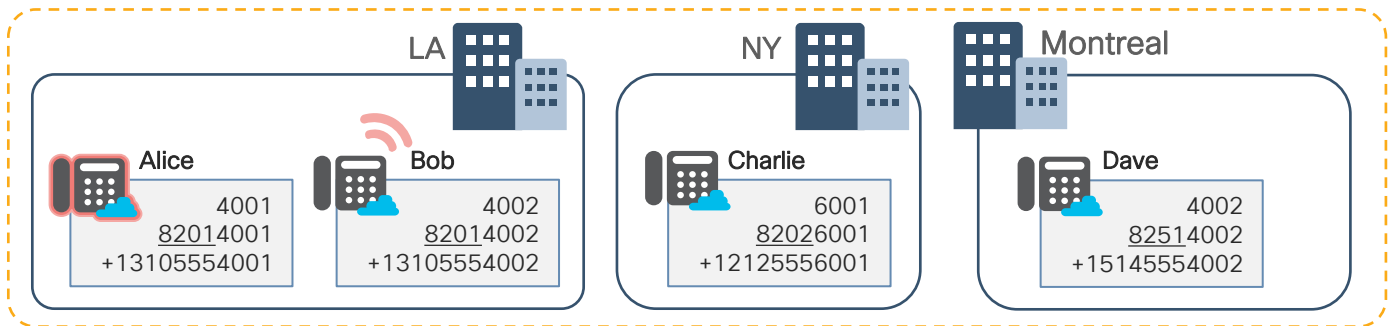 LA
Alice
4001
82014001
+13105554001
Bob
4002
82014002
+13105554002
NY
Charlie
6001
82026001
+12125556001
Montreal
Dave
4002
82514002
+15145554002